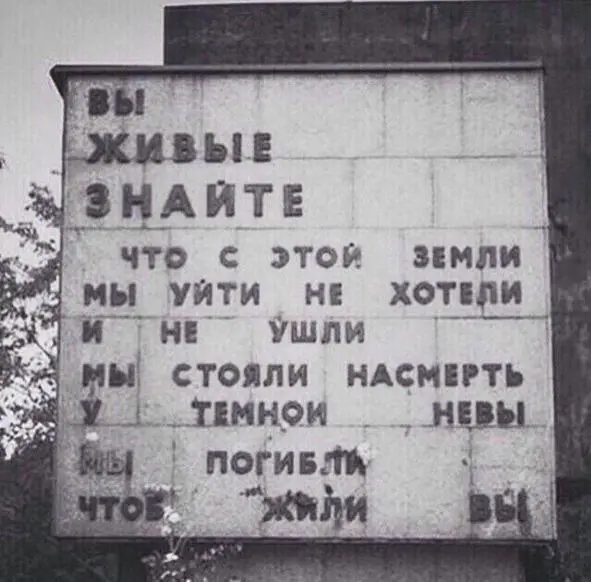 ВЫ
ЖИВЫЕ
ЗНАЙТЕ
ЧТО С ЭТОЙ ЗЕМЛИ
МЫ УЙТИ НЕ ХОТЕЛИ
И НЕ УШЛИ
МЫ СТОЯЛИ НАСМЕРТЬ
У ТЕМНОЙ НЕВЫ
МЫ ПОГИБЛИ
ЧТОБ ЖИЛИ ВЫ